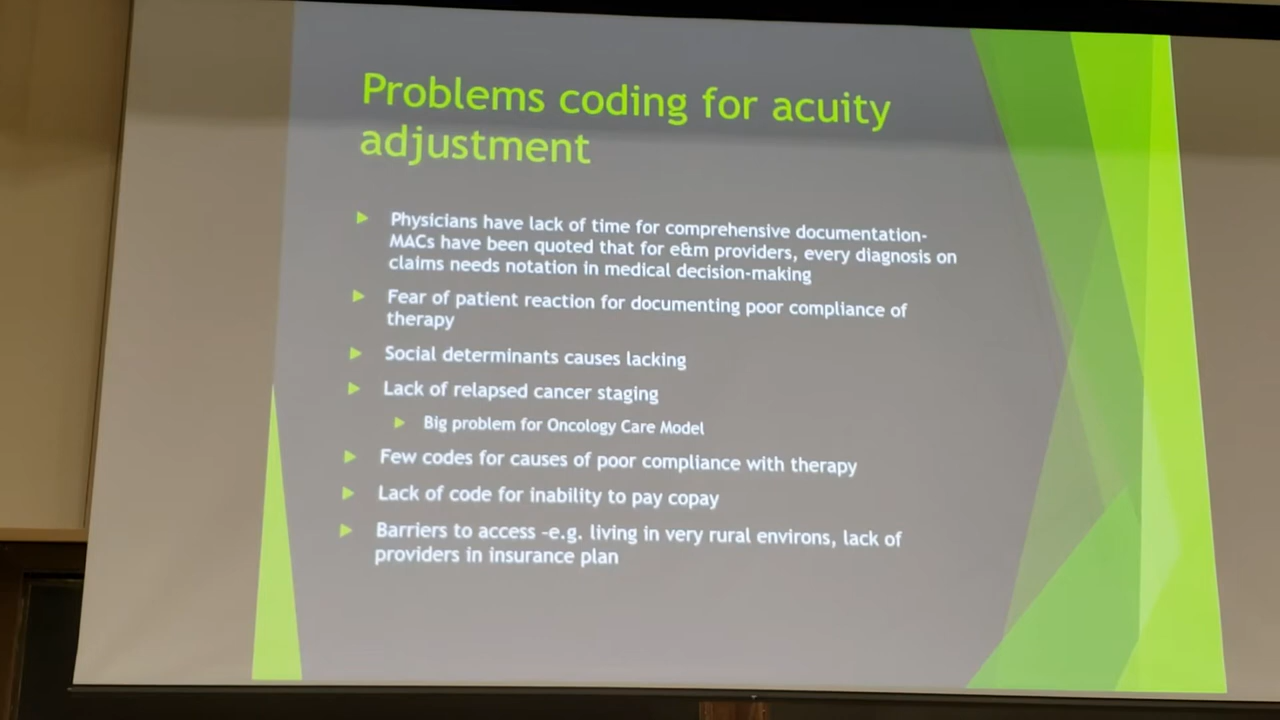 Problems coding for acuity
adjustment
Physicians have lack of time for comprehensive documentation-
MACs have been quoted that for e&m providers, every diagnosis on
claims needs notation in medical decision-making
Fear of patient reaction for documenting poor compliance of
therapy
Social determinants causes lacking
Lack of relapsed cancer staging
Big problem for Oncology Care Model
Few codes for causes of poor compliance with therapy
Lack of code for inability to pay copay
Barriers to access -e.g. living in very rural environs, lack of
providers in insurance plan